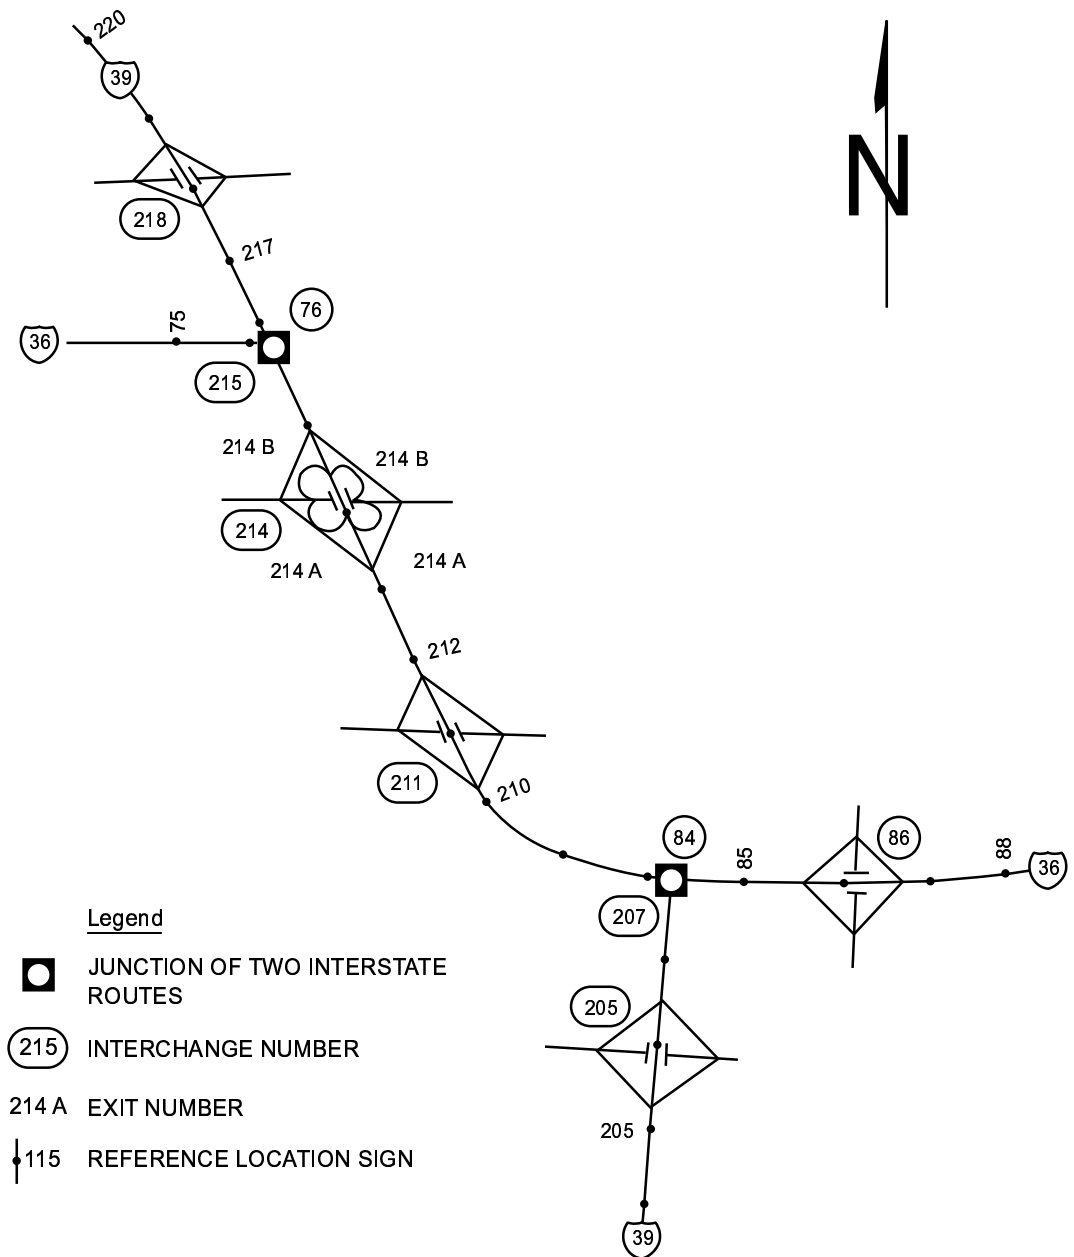 220
39
N
218
217
76
75
36
215
214 B
214 B
214
214 A
214 A
212
211
210
84
86
85
88
36
207
205
205
39
Legend
JUNCTION OF TWO INTERSTATE
ROUTES
215 INTERCHANGE NUMBER
214 A EXIT NUMBER
115 REFERENCE LOCATION SIGN